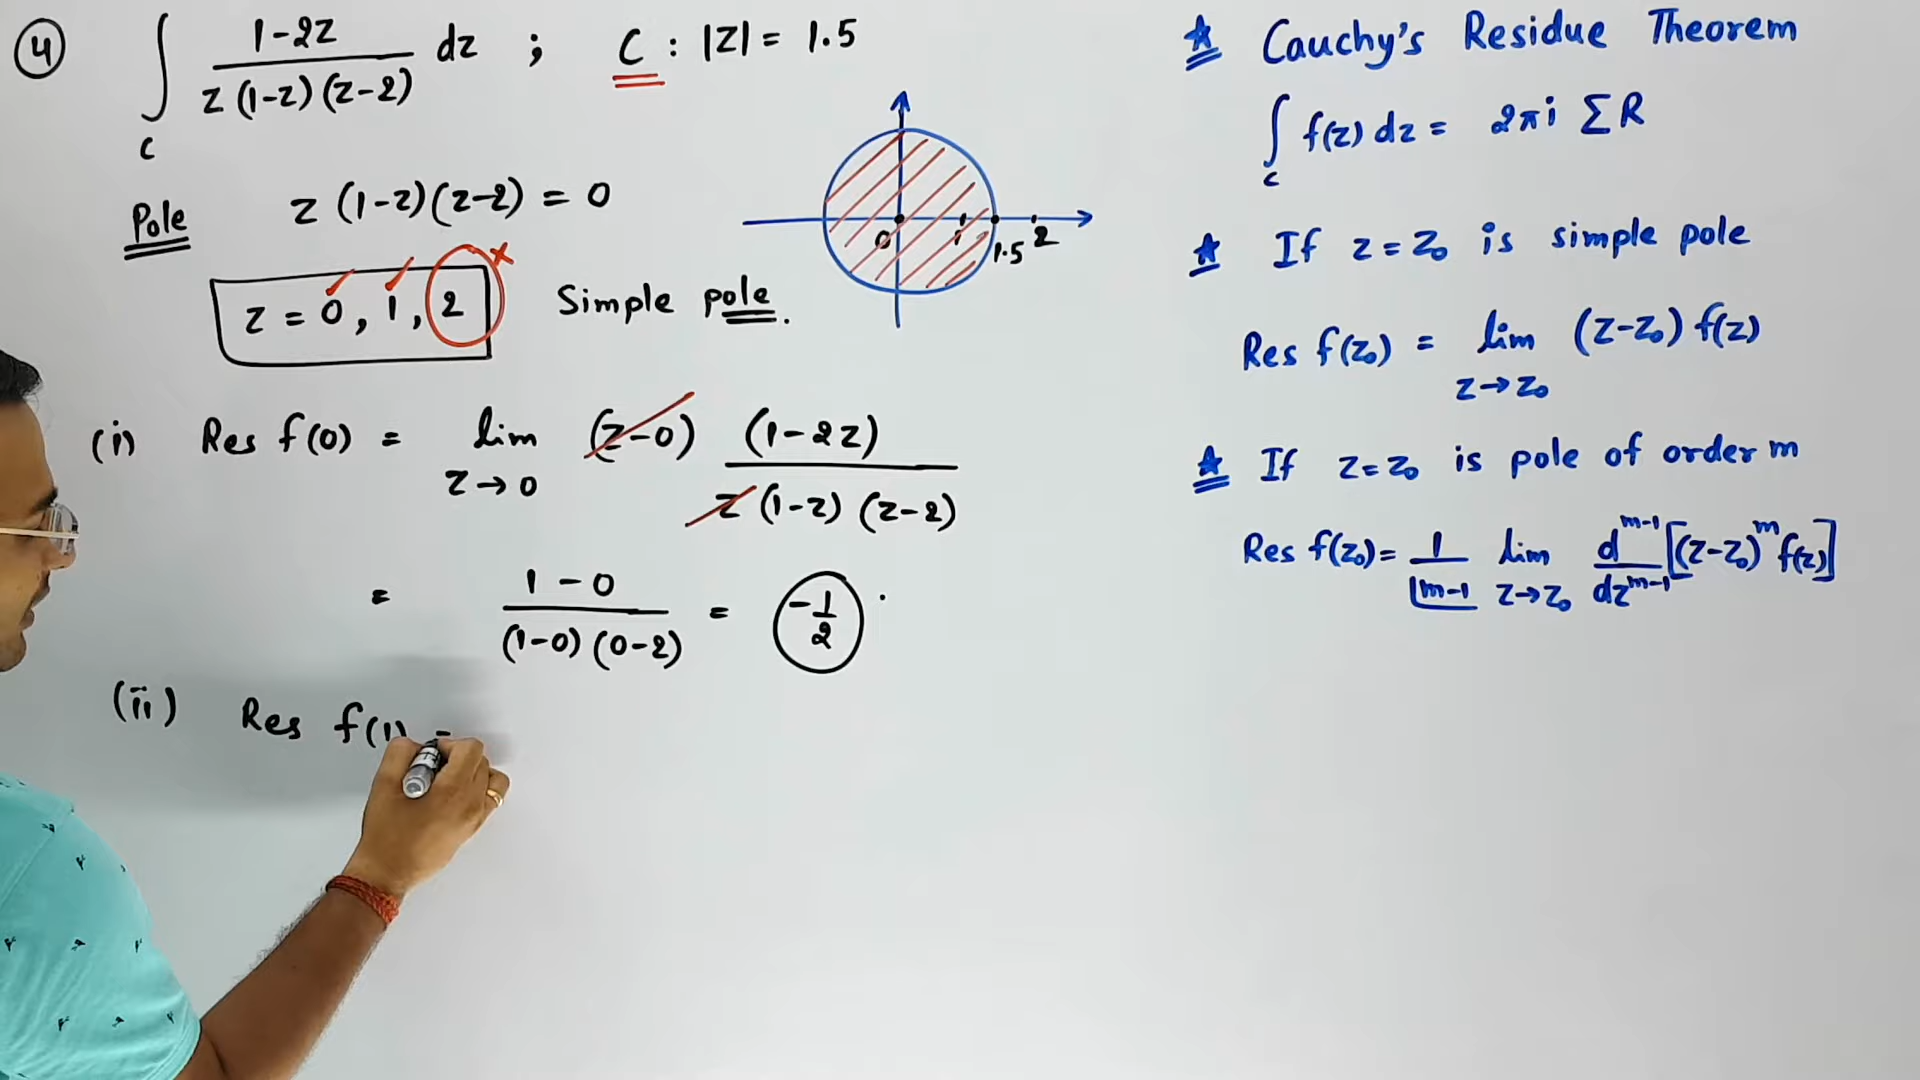 ④ ∫_C (1-2Z)/(Z(1-Z)(Z-2)) dz ; C : |Z| = 1.5
Pole Z(1-Z)(Z-2) = 0
Z = 0, 1, 2 × Simple pole.
0 1 1.5 2
(i) Res f(0) = lim_{Z→0} (Z-0) (1-2Z)/(Z(1-Z)(Z-2))
= (1-0)/((1-0)(0-2)) = -1/2 .
(ii) Res f(1) =
★ Cauchy's Residue Theorem
∫_C f(z) dz = 2πi ΣR
★ If Z=Z₀ is simple pole
Res f(Z₀) = lim_{Z→Z₀} (Z-Z₀) f(Z)
★ If Z=Z₀ is pole of order m
Res f(Z₀) = 1/⌊m-1 lim_{Z→Z₀} d^{m-1}/dz^{m-1} [(Z-Z₀)^m f(z)]